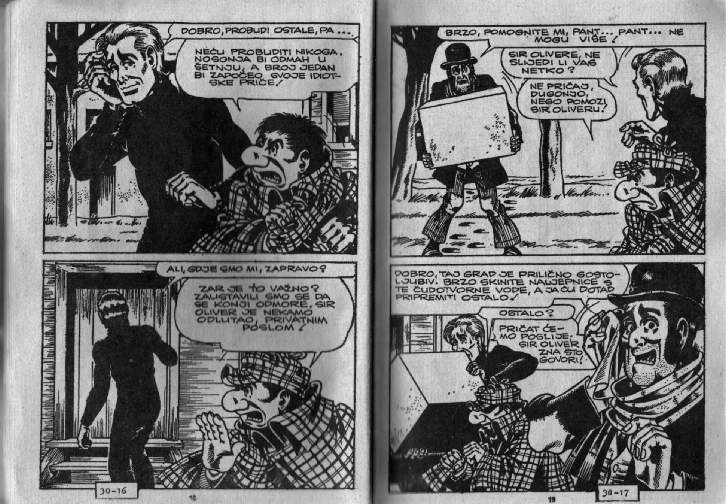 DOBRO, PROBUDI OSTALE, PA ...
NEĆU PROBUDITI NIKOGA.
NOSONJA BI ODMAH U
ŠETNJU, A BROJ JEDAN
BI ZAPOČEO SVOJE IDIOT-
SKE PRIČE!
ALI, GDJE SMO MI, ZAPRAVO?
ZAR JE TO VAŽNO?
ZAUSTAVILI SMO SE DA
SE KONJI ODMORE, SIR
OLIVER JE NEKAMO
ODLUTAO, PRIVATNIM
POSLOM!
30-16
BRZO, POMOGNITE MI, PANT... PANT... NE
MOGU VIŠE!
SIR OLIVERE, NE
SLIJEDI LI VAS
NETKO?
NE PRIČAJ,
DUGONJO,
NEGO POMOZI
SIR OLIVERU!
DOBRO, TAJ GRAD JE PRILIČNO GOSTO-
LJUBIV. BRZO SKINITE NALJEPNICE S
TE ČUDOTVORNE VODE, A JA ĆU DOTAD
PRIPREMITI OSTALO!
OSTALO?
PRIČAT ĆE-
MO POSLIJE;
SIR OLIVER
ZNA ŠTO
GOVORI!
19
30-17